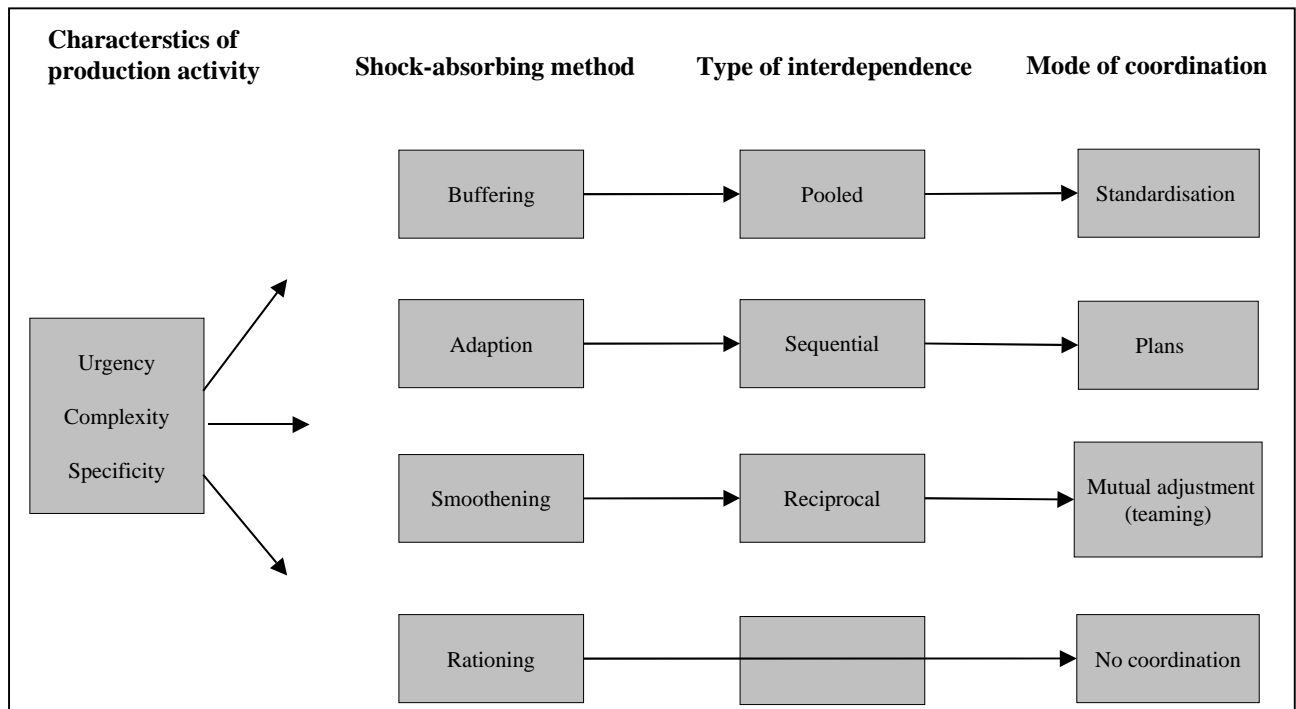 Characterstics of
production activity
Shock-absorbing method
Type of interdependence
Mode of coordination
Buffering
Pooled
Standardisation
Urgency
Complexity
Specificity
Adaption
Sequential
Plans
Smoothening
Reciprocal
Mutual adjustment
(teaming)
Rationing
No coordination